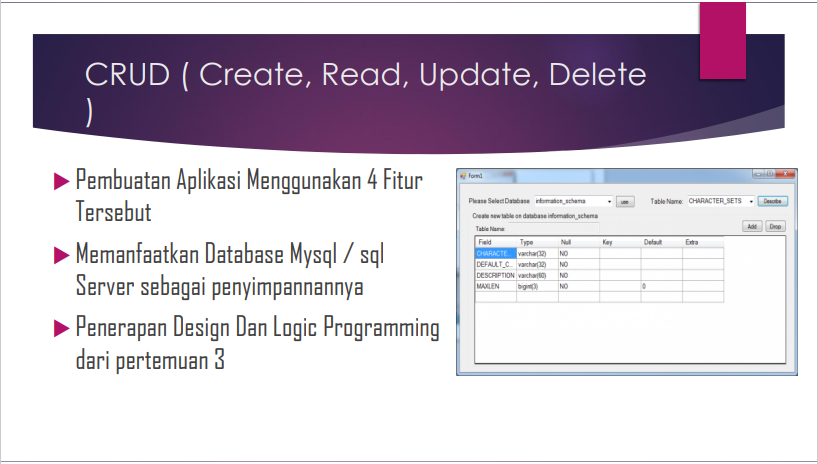 CRUD ( Create, Read, Update, Delete
)
Pembuatan Aplikasi Menggunakan 4 Fitur
Tersebut
Memanfaatkan Database Mysql / sql
Server sebagai penyimpannannya
Penerapan Design Dan Logic Programming
dari pertemuan 3
Form1
Please Select Database information_schema use Table Name: CHARACTER_SETS Describe
Create new table on database information_schema
Table Name: Add Drop
Field Type Null Key Default Extra
CHARACTE... varchar(32) NO
DEFAULT_C... varchar(32) NO
DESCRIPTION varchar(60) NO
MAXLEN bigint(3) NO 0